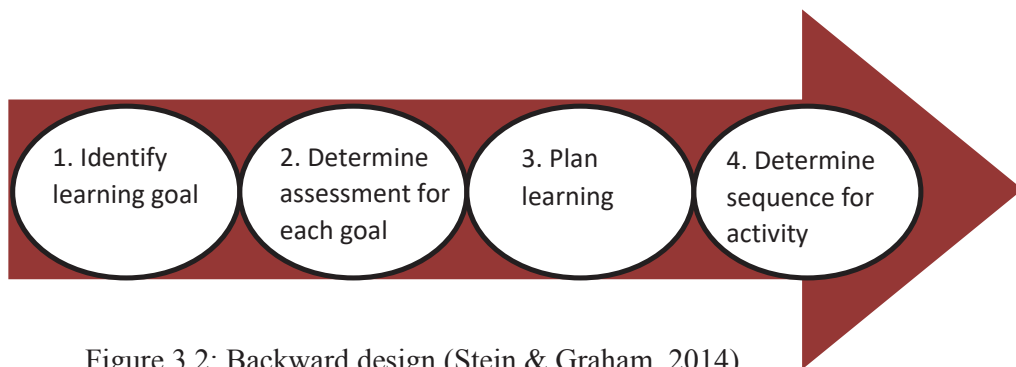 1. Identify
learning goal
2. Determine
assessment for
each goal
3. Plan
learning
4. Determine
sequence for
activity
Figure 3.2: Backward design (Stein & Graham, 2014)